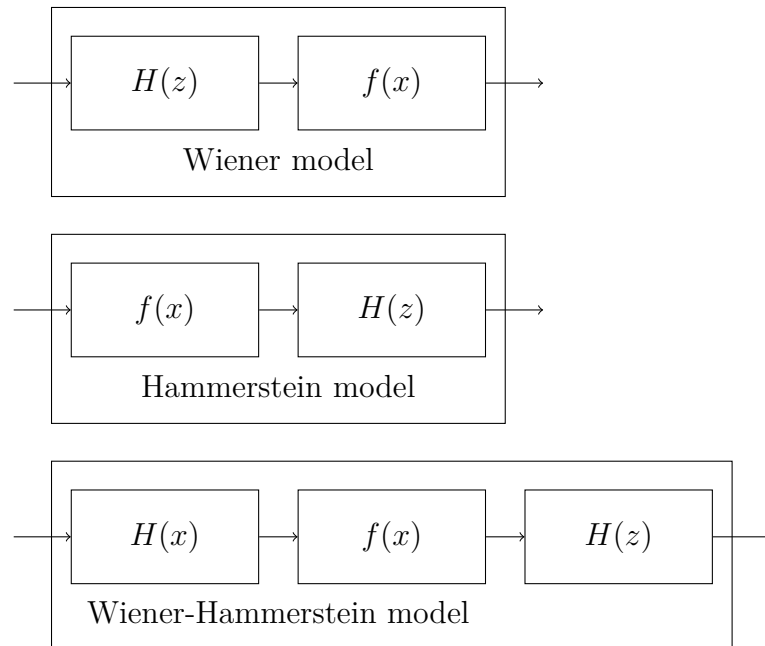 H(z) f(x)
Wiener model
f(x) H(z)
Hammerstein model
H(x) f(x) H(z)
Wiener-Hammerstein model